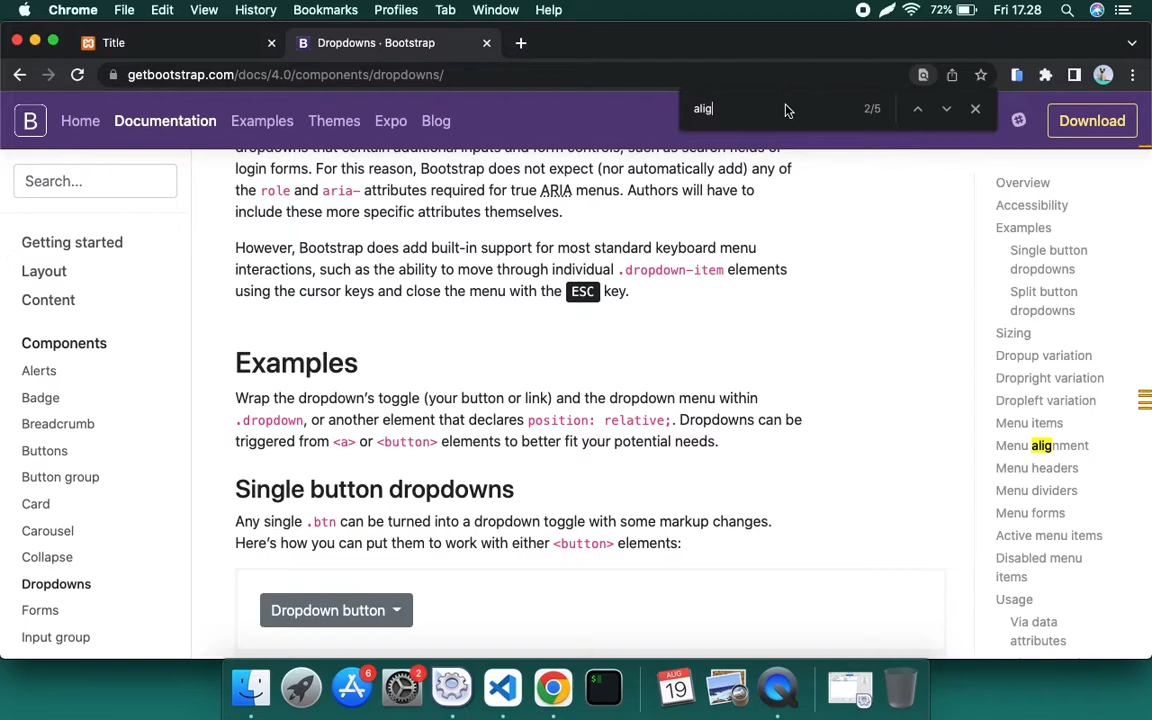 Chrome File Edit View History Bookmarks Profiles Tab Window Help 72% Fri 17.28
Title Dropdowns · Bootstrap
getbootstrap.com/docs/4.0/components/dropdowns/
B Home Documentation Examples Themes Expo Blog Download
alig 2/5
Search...
Getting started
Layout
Content
Components
Alerts
Badge
Breadcrumb
Buttons
Button group
Card
Carousel
Collapse
Dropdowns
Forms
Input group
login forms. For this reason, Bootstrap does not expect (nor automatically add) any of
the role and aria- attributes required for true ARIA menus. Authors will have to
include these more specific attributes themselves.
However, Bootstrap does add built-in support for most standard keyboard menu
interactions, such as the ability to move through individual .dropdown-item elements
using the cursor keys and close the menu with the ESC key.
Examples
Wrap the dropdown's toggle (your button or link) and the dropdown menu within
.dropdown, or another element that declares position: relative;. Dropdowns can be
triggered from <a> or <button> elements to better fit your potential needs.
Single button dropdowns
Any single .btn can be turned into a dropdown toggle with some markup changes.
Here's how you can put them to work with either <button> elements:
Dropdown button
Overview
Accessibility
Examples
Single button
dropdowns
Split button
dropdowns
Sizing
Dropup variation
Dropright variation
Dropleft variation
Menu items
Menu alignment
Menu headers
Menu dividers
Menu forms
Active menu items
Disabled menu
items
Usage
Via data
attributes
6
2
AUG
19